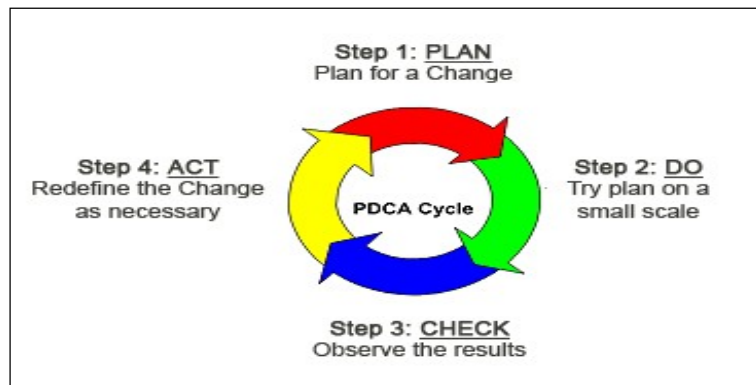 Step 1: PLAN
Plan for a Change
Step 4: ACT
Redefine the Change
as necessary
PDCA Cycle
Step 2: DO
Try plan on a
small scale
Step 3: CHECK
Observe the results